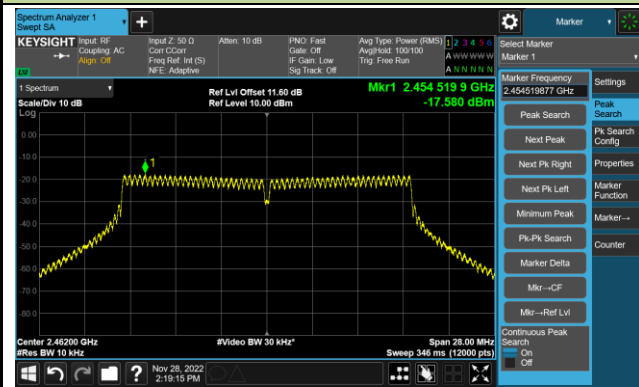 Spectrum Analyzer 1
Swept SA
Marker
KEYSIGHT
Input: RF
Coupling: AC
Align: Off
Input Z: 50 Ω
Corr CCorr
Freq Ref: Int (S)
NFE: Adaptive
Atten: 10 dB
PNO: Fast
Gate: Off
IF Gain: Low
Sig Track: Off
Avg Type: Power (RMS)
Avg|Hold: 100/100
Trig: Free Run
1 2 3 4 5 6
A W W W W W
A N N N N N
LXI
Select Marker
Marker 1
1 Spectrum
Scale/Div 10 dB
Log
Ref Lvl Offset 11.60 dB
Ref Level 10.00 dBm
Mkr1 2.454 519 9 GHz
-17.580 dBm
Marker Frequency
2.454519877 GHz
Settings
Peak Search
Next Peak
Next Pk Right
Next Pk Left
Minimum Peak
Pk-Pk Search
Marker Delta
Mkr→CF
Mkr→Ref Lvl
Continuous Peak
Search
On
Off
Peak
Search
Pk Search
Config
Properties
Marker
Function
Marker→
Counter
1
0.00
-10.0
-20.0
-30.0
-40.0
-50.0
-60.0
-70.0
-80.0
Center 2.46200 GHz
#Res BW 10 kHz
#Video BW 30 kHz*
Span 28.00 MHz
Sweep 346 ms (12000 pts)
?
Nov 28, 2022
2:19:15 PM